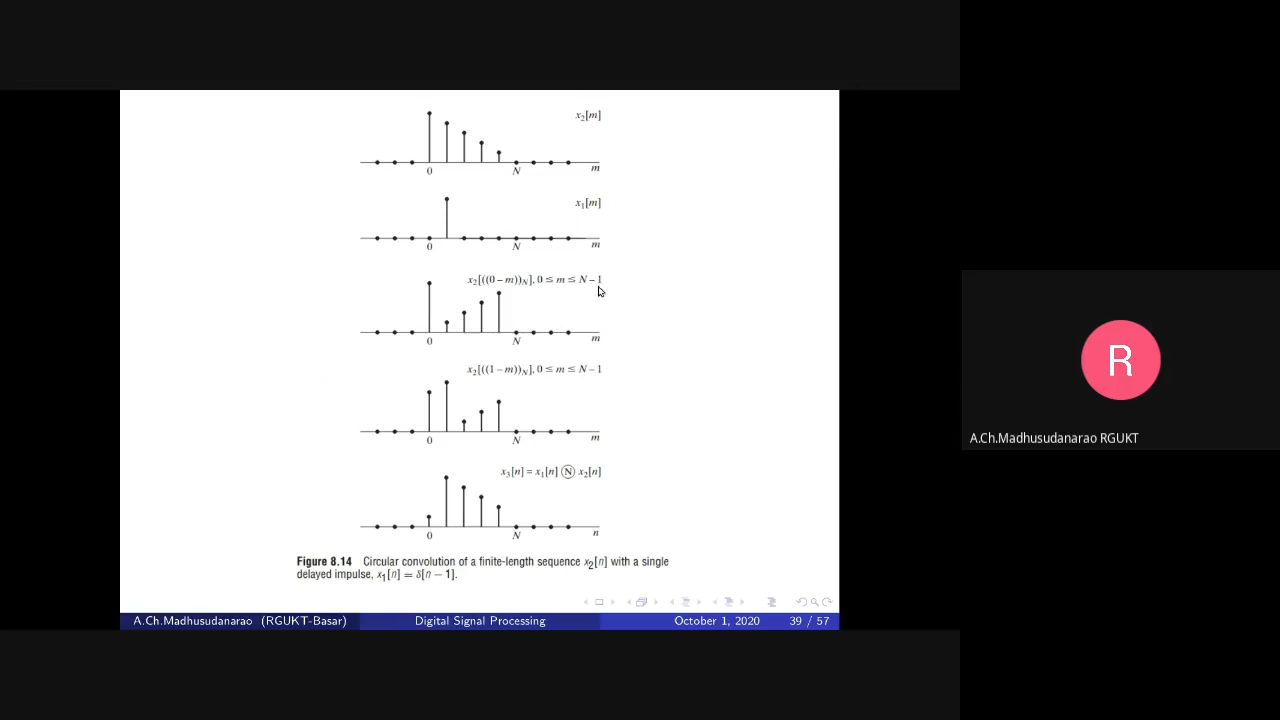 x2[m]
0 N m
x1[m]
0 N m
x2[((0 – m))N], 0 ≤ m ≤ N – 1
0 N m
x2[((1 – m))N], 0 ≤ m ≤ N – 1
0 N m
x3[n] = x1[n] Ⓝ x2[n]
0 N n
Figure 8.14 Circular convolution of a finite-length sequence x2[n] with a single
delayed impulse, x1[n] = δ[n − 1].
A.Ch.Madhusudanarao (RGUKT-Basar) Digital Signal Processing October 1, 2020 39 / 57
R
A.Ch.Madhusudanarao RGUKT